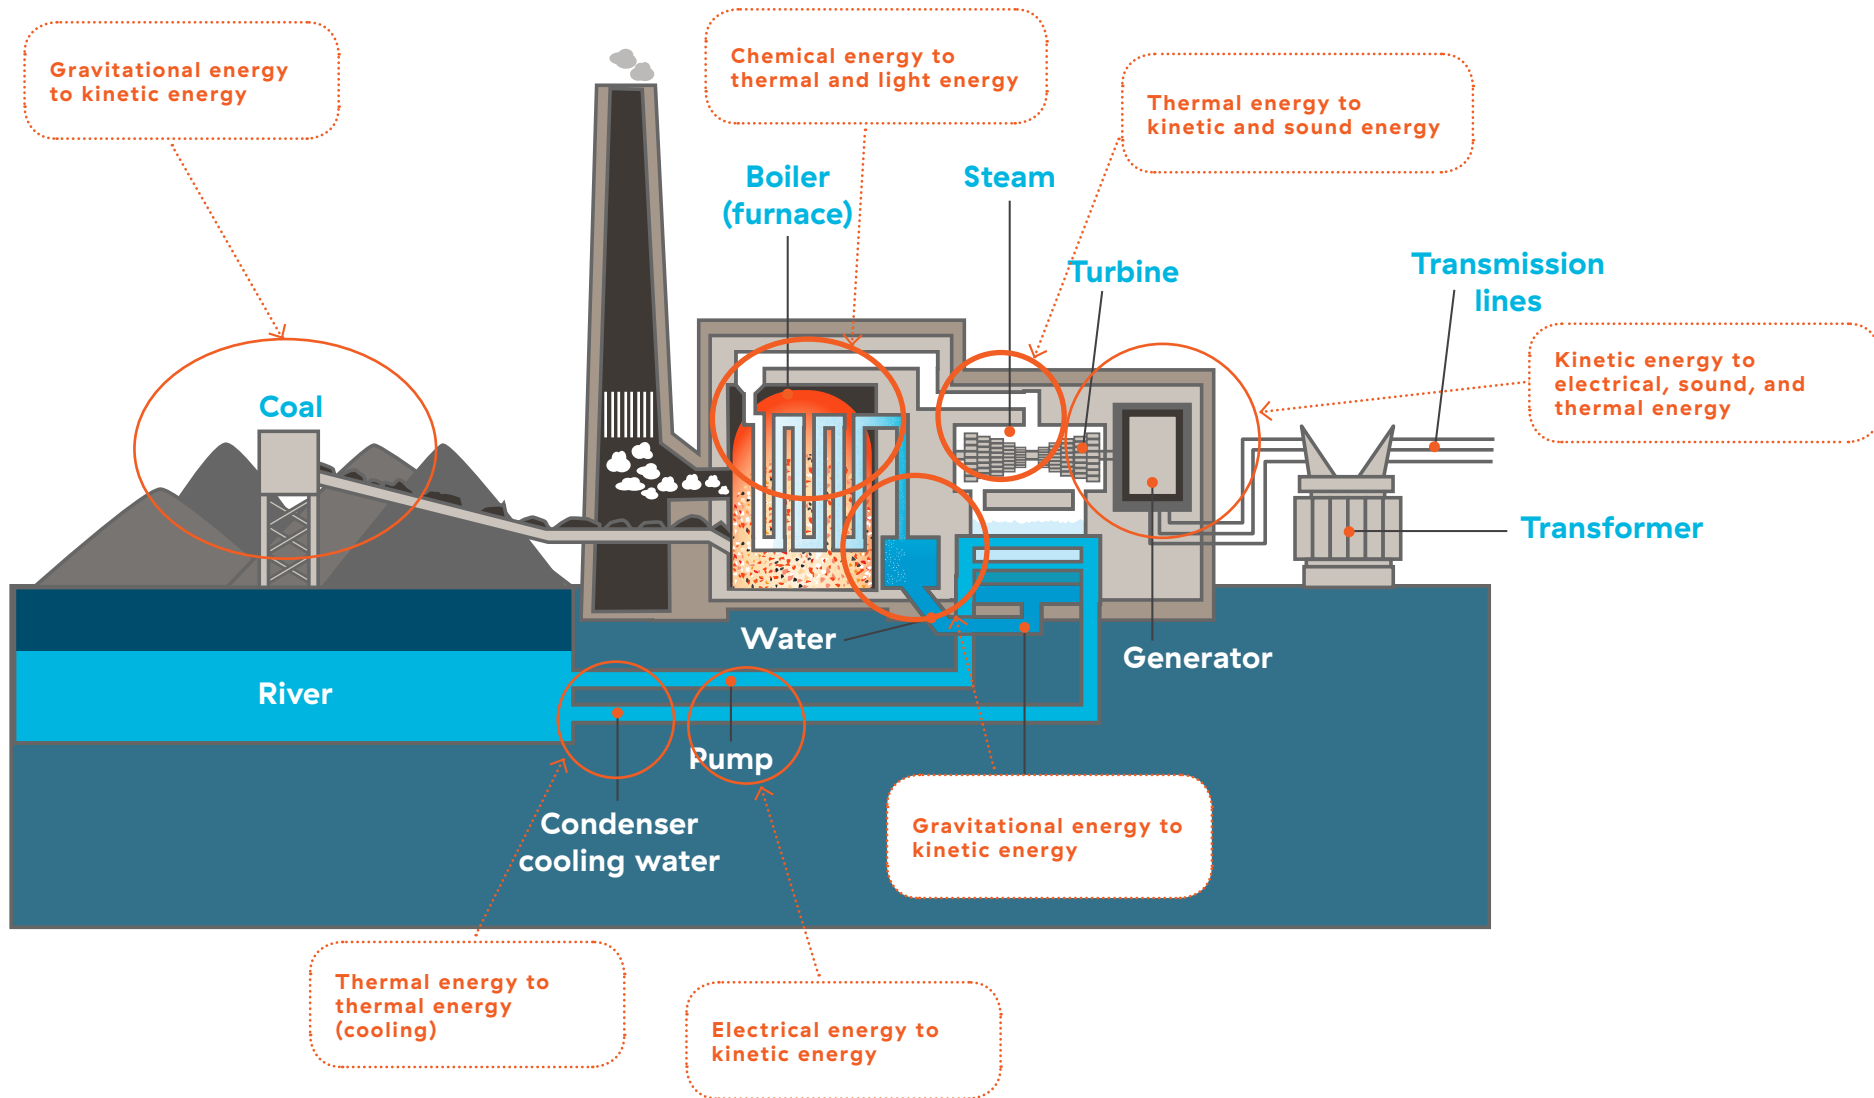 Gravitational energy
to kinetic energy
Chemical energy to
thermal and light energy
Thermal energy to
kinetic and sound energy
Boiler
(furnace)
Steam
Turbine
Transmission
lines
Kinetic energy to
electrical, sound, and
thermal energy
Coal
Transformer
Water
Generator
River
Pump
Condenser
cooling water
Gravitational energy to
kinetic energy
Thermal energy to
thermal energy
(cooling)
Electrical energy to
kinetic energy